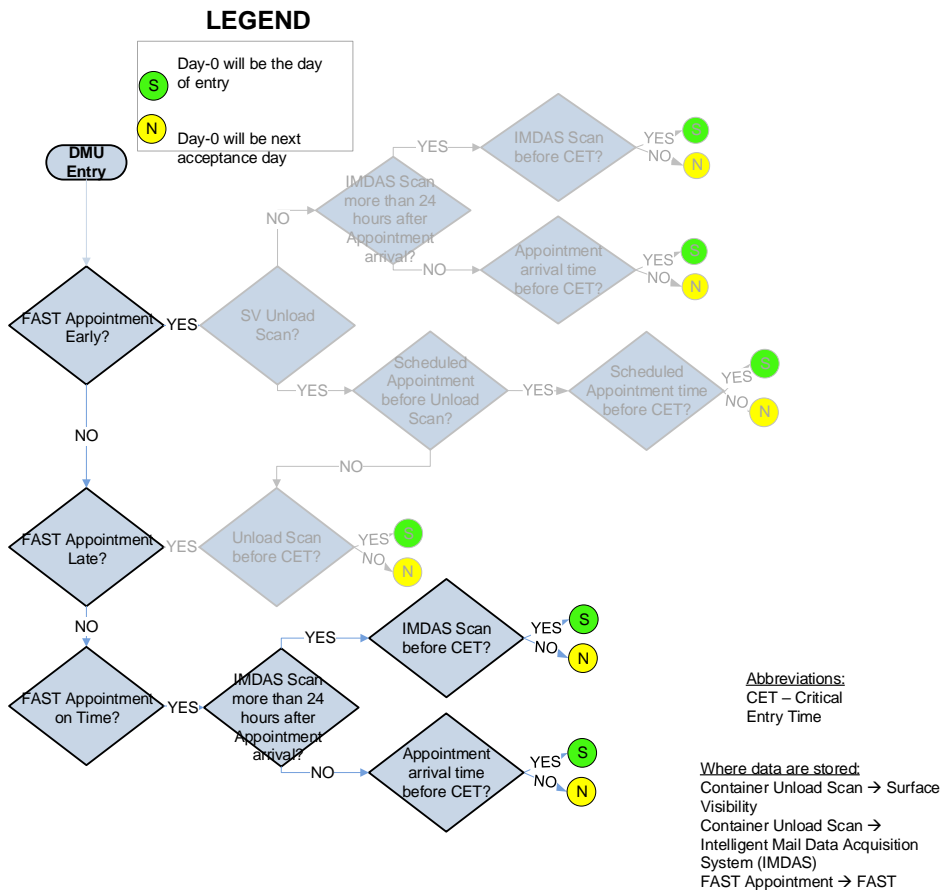 LEGEND
S
Day-0 will be the day
of entry
N
Day-0 will be next
acceptance day
DMU
Entry
FAST Appointment
Early?
YES
SV Unload
Scan?
NO
IMDAS Scan
more than 24
hours after
Appointment
arrival?
YES
IMDAS Scan
before CET?
YES
S
NO
N
NO
Appointment
arrival time
before CET?
YES
S
NO
N
YES
Scheduled
Appointment
before Unload
Scan?
YES
Scheduled
Appointment time
before CET?
YES
S
NO
N
NO
NO
FAST Appointment
Late?
YES
Unload Scan
before CET?
YES
S
NO
N
NO
FAST Appointment
on Time?
YES
IMDAS Scan
more than 24
hours after
Appointment
arrival?
YES
IMDAS Scan
before CET?
YES
S
NO
N
NO
Appointment
arrival time
before CET?
YES
S
NO
N
Abbreviations:
CET – Critical
Entry Time
Where data are stored:
Container Unload Scan → Surface
Visibility
Container Unload Scan →
Intelligent Mail Data Acquisition
System (IMDAS)
FAST Appointment → FAST